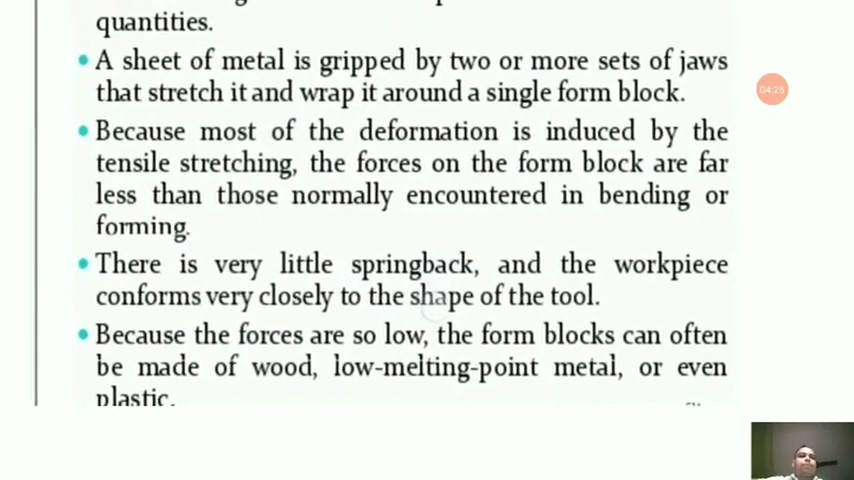 quantities.
• A sheet of metal is gripped by two or more sets of jaws
that stretch it and wrap it around a single form block.
• Because most of the deformation is induced by the
tensile stretching, the forces on the form block are far
less than those normally encountered in bending or
forming.
• There is very little springback, and the workpiece
conforms very closely to the shape of the tool.
• Because the forces are so low, the form blocks can often
be made of wood, low-melting-point metal, or even
plastic.
04:25